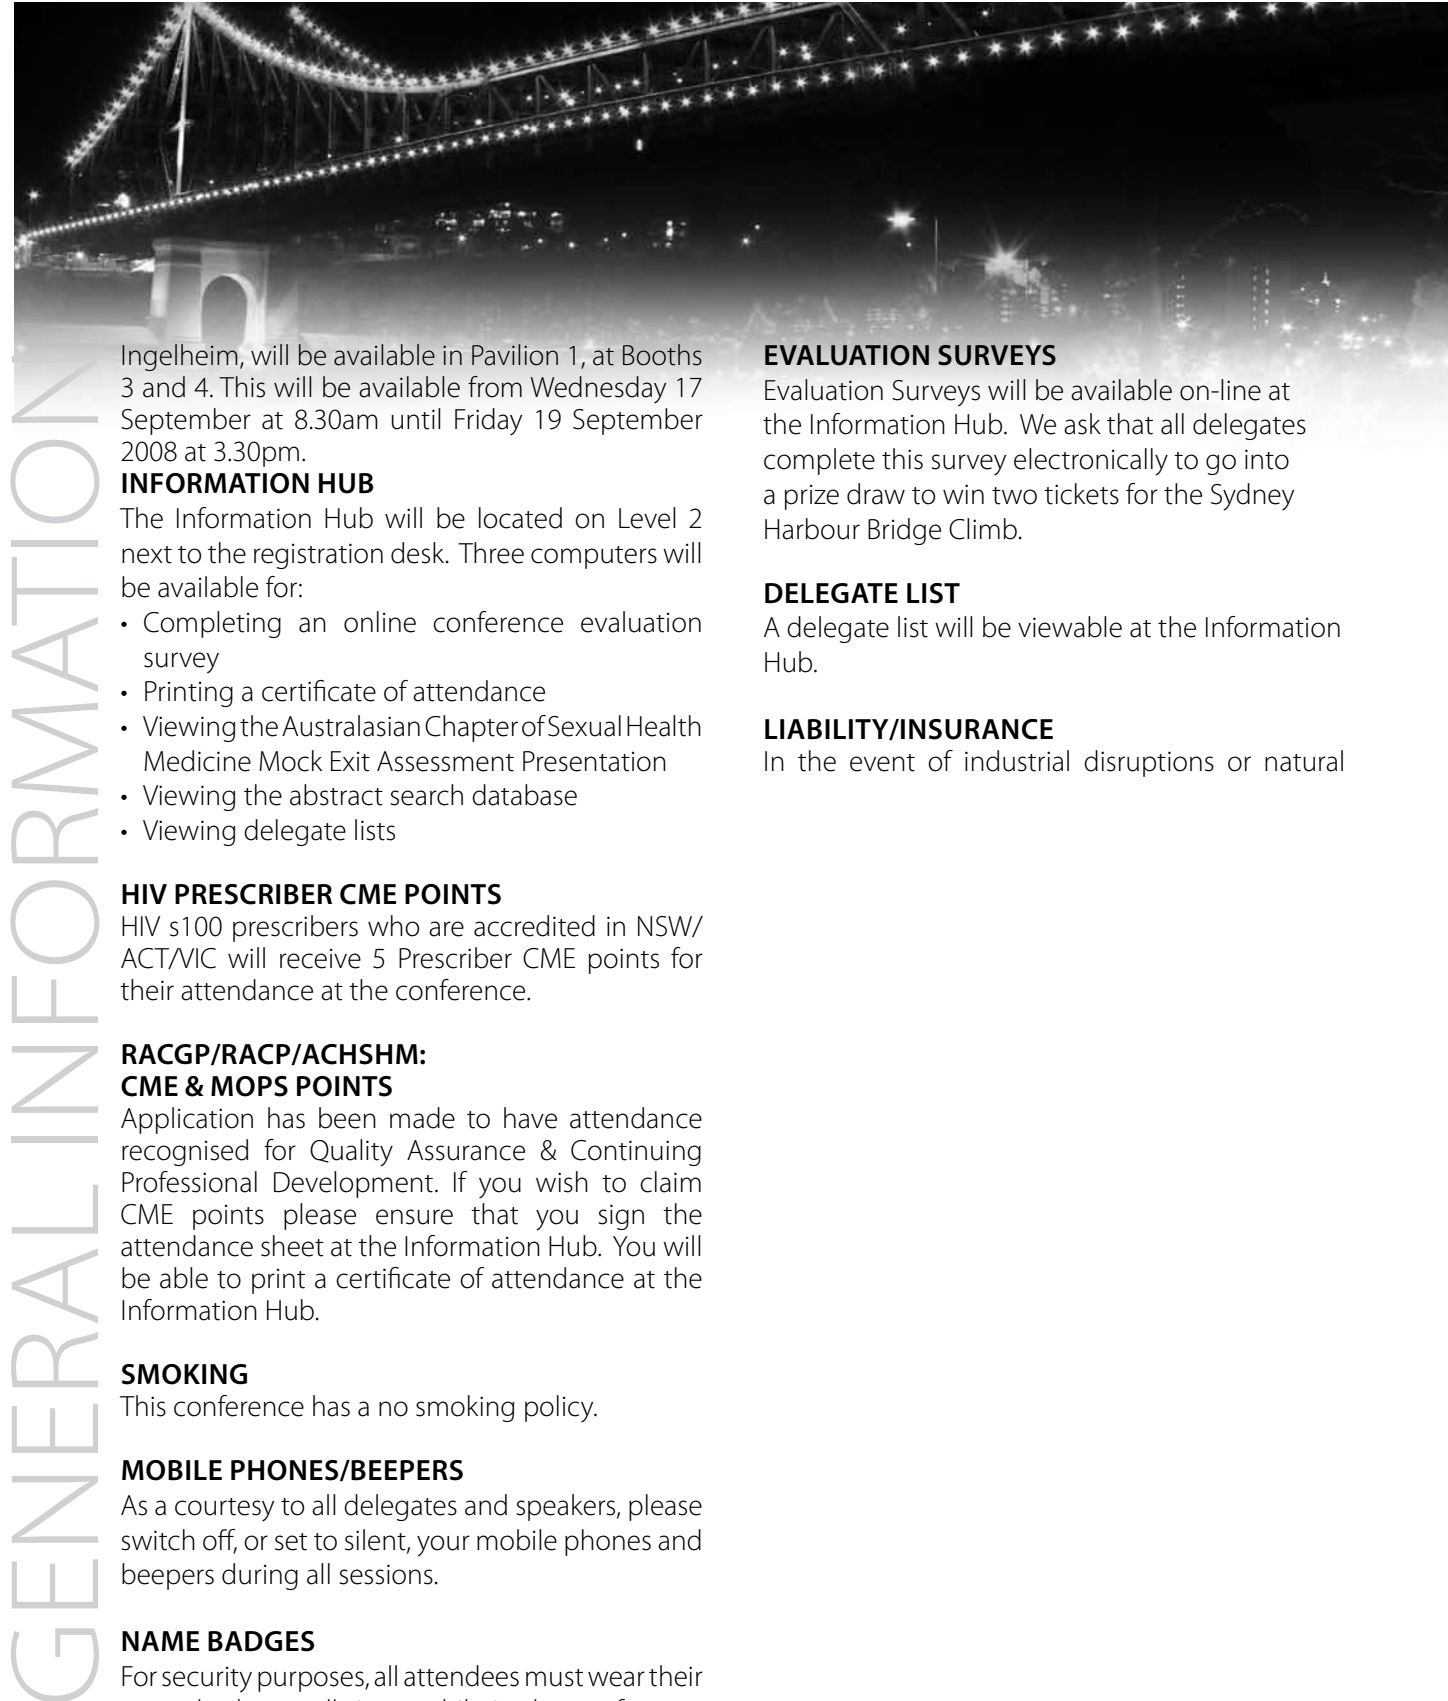 GENERAL INFORMATION
Ingelheim, will be available in Pavilion 1, at Booths
3 and 4. This will be available from Wednesday 17
September at 8.30am until Friday 19 September
2008 at 3.30pm.
INFORMATION HUB
The Information Hub will be located on Level 2
next to the registration desk. Three computers will
be available for:
• Completing an online conference evaluation
survey
• Printing a certificate of attendance
• Viewing the Australasian Chapter of Sexual Health
Medicine Mock Exit Assessment Presentation
• Viewing the abstract search database
• Viewing delegate lists
HIV PRESCRIBER CME POINTS
HIV s100 prescribers who are accredited in NSW/
ACT/VIC will receive 5 Prescriber CME points for
their attendance at the conference.
RACGP/RACP/ACHSHM:
CME & MOPS POINTS
Application has been made to have attendance
recognised for Quality Assurance & Continuing
Professional Development. If you wish to claim
CME points please ensure that you sign the
attendance sheet at the Information Hub. You will
be able to print a certificate of attendance at the
Information Hub.
SMOKING
This conference has a no smoking policy.
MOBILE PHONES/BEEPERS
As a courtesy to all delegates and speakers, please
switch off, or set to silent, your mobile phones and
beepers during all sessions.
NAME BADGES
For security purposes, all attendees must wear their
EVALUATION SURVEYS
Evaluation Surveys will be available on-line at
the Information Hub. We ask that all delegates
complete this survey electronically to go into
a prize draw to win two tickets for the Sydney
Harbour Bridge Climb.
DELEGATE LIST
A delegate list will be viewable at the Information
Hub.
LIABILITY/INSURANCE
In the event of industrial disruptions or natural